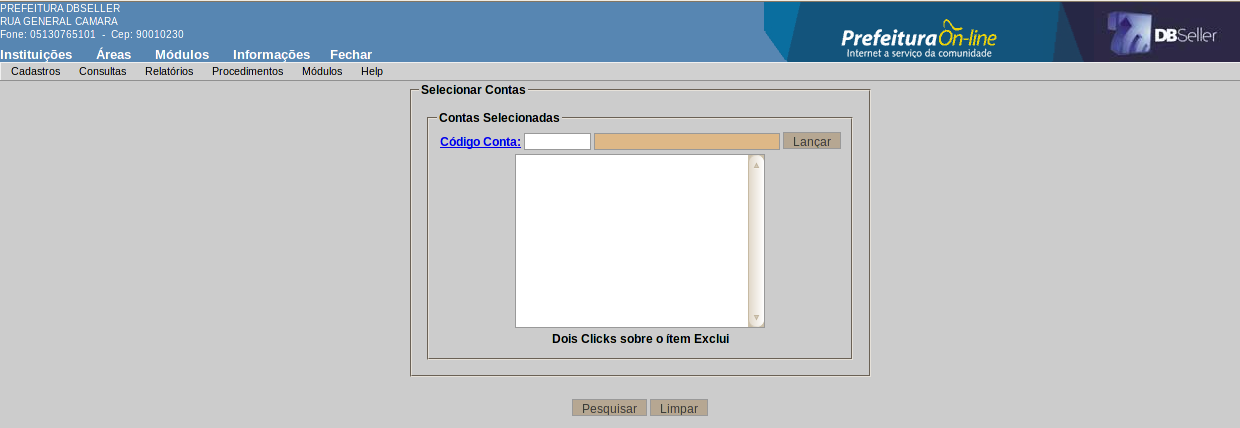 PREFEITURA DBSELLER
RUA GENERAL CAMARA
Fone: 05130765101 - Cep: 90010230
Prefeitura On-line
Internet a serviço da comunidade
DBSeller
Instituições Áreas Módulos Informações Fechar
Cadastros Consultas Relatórios Procedimentos Módulos Help
Selecionar Contas
Contas Selecionadas
Código Conta: Lançar
Dois Clicks sobre o ítem Exclui
Pesquisar Limpar